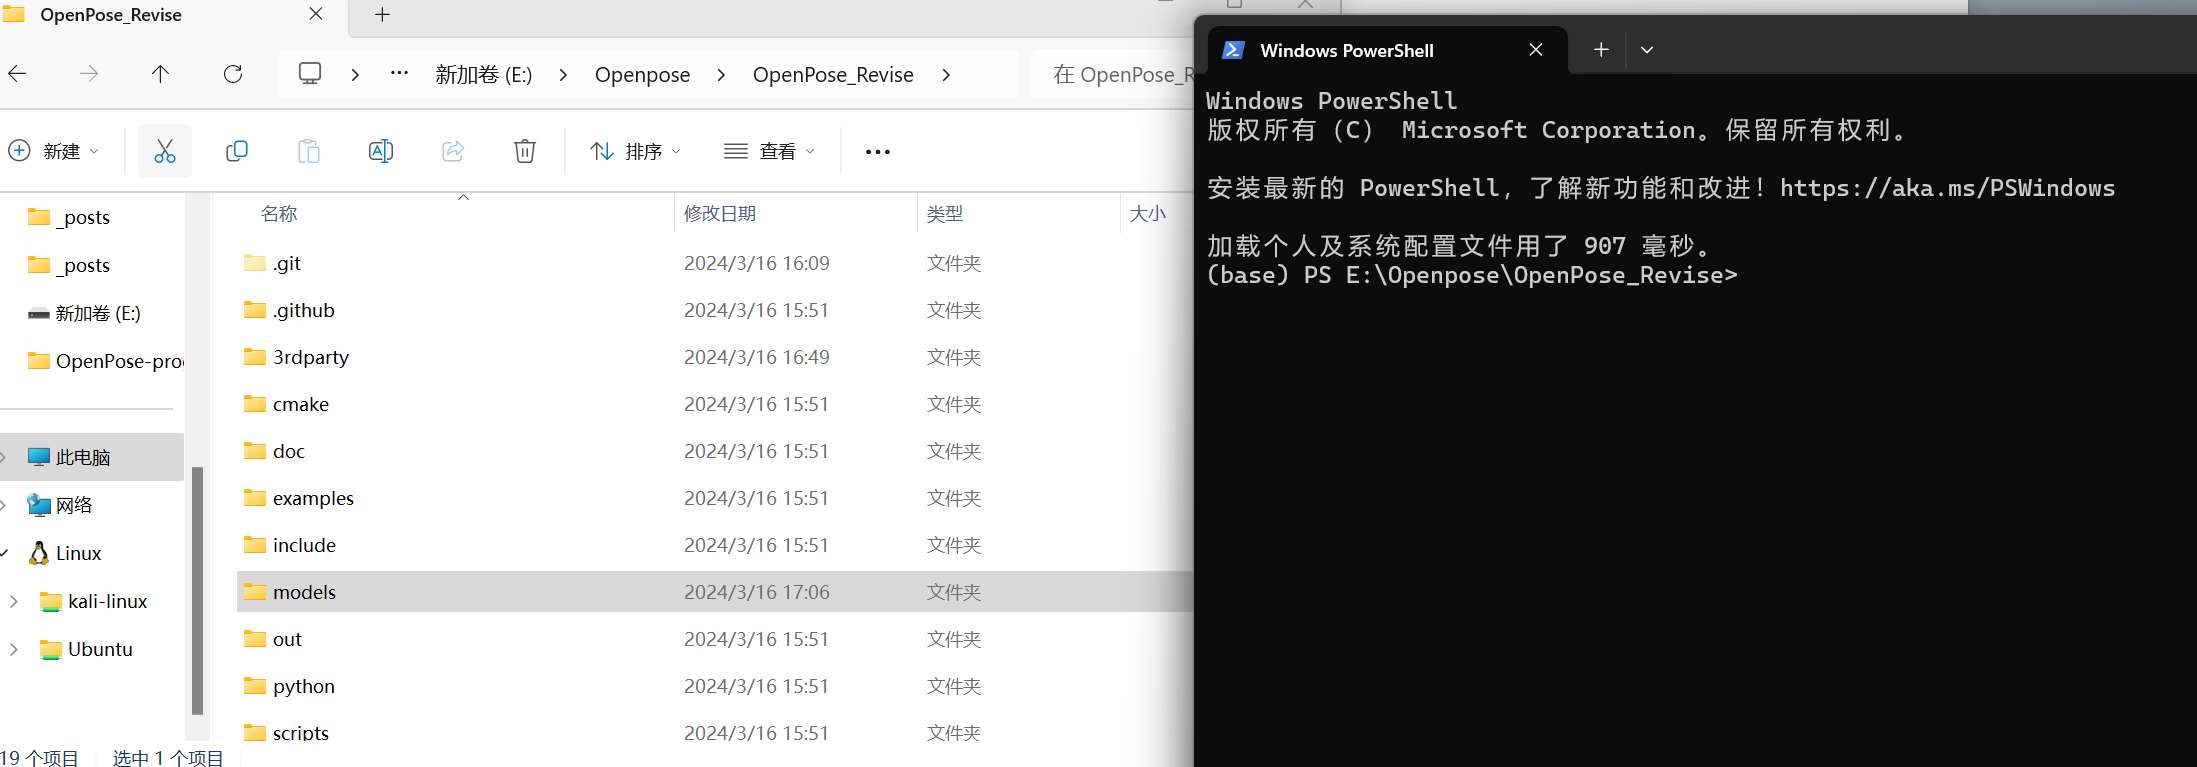 OpenPose_Revise
新加卷 (E:) > Openpose > OpenPose_Revise >
在 OpenPose_R
新建
排序
查看
_posts
_posts
新加卷 (E:)
OpenPose-pro
此电脑
网络
Linux
kali-linux
Ubuntu
名称 修改日期 类型 大小
.git 2024/3/16 16:09 文件夹
.github 2024/3/16 15:51 文件夹
3rdparty 2024/3/16 16:49 文件夹
cmake 2024/3/16 15:51 文件夹
doc 2024/3/16 15:51 文件夹
examples 2024/3/16 15:51 文件夹
include 2024/3/16 15:51 文件夹
models 2024/3/16 17:06 文件夹
out 2024/3/16 15:51 文件夹
python 2024/3/16 15:51 文件夹
scripts 2024/3/16 15:51 文件夹
19 个项目 选中 1 个项目
Windows PowerShell
Windows PowerShell
版权所有（C） Microsoft Corporation。保留所有权利。
安装最新的 PowerShell，了解新功能和改进！https://aka.ms/PSWindows
加载个人及系统配置文件用了 907 毫秒。
(base) PS E:\Openpose\OpenPose_Revise>